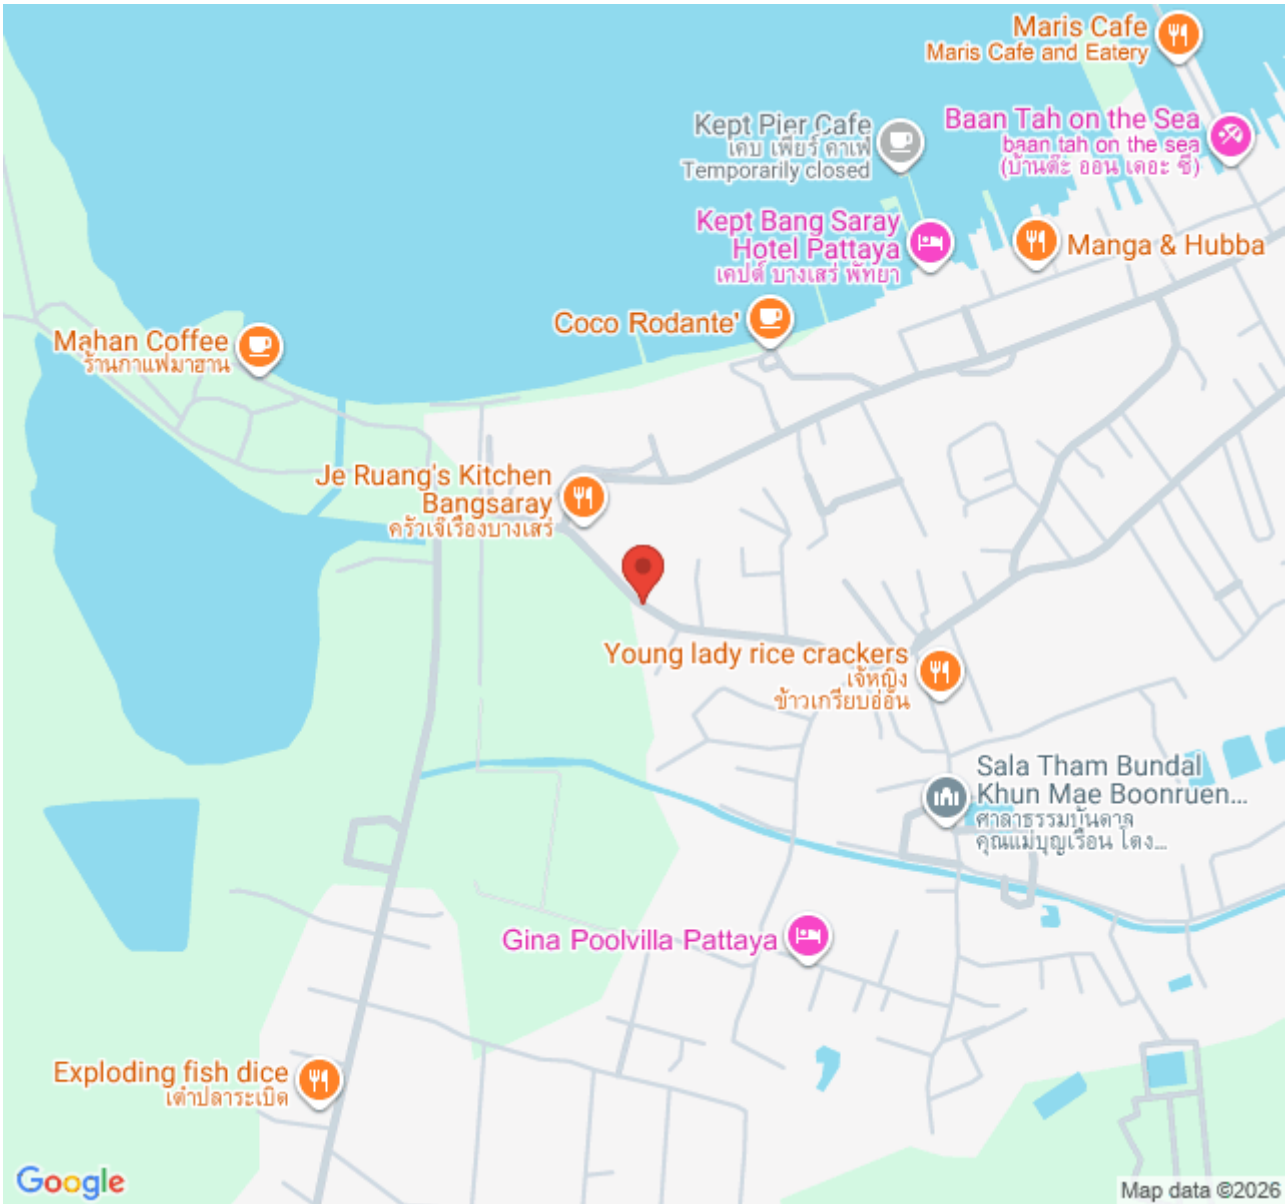 Maris Cafe
Maris Cafe and Eatery
Kept Pier Cafe
เคบ เพียร์ คาเฟ่
Temporarily closed
Baan Tah on the Sea
baan tah on the sea
(บ้านต๊ะ ออน เดอะ ซี)
Kept Bang Saray
Hotel Pattaya
เคปต์ บางเสร่ พัทยา
Manga & Hubba
Coco Rodante'
Mahan Coffee
ร้านกาแฟมาฮาน
Je Ruang's Kitchen
Bangsaray
ครัวเจ๊เรืองบางเสร่
Young lady rice crackers
เจ้หญิง
ข้าวเกรียบอ่อน
Sala Tham Bundal
Khun Mae Boonruen...
ศาลาธรรมบันดาล
คุณแม่บุญเรือน โตง...
Gina Poolvilla Pattaya
Exploding fish dice
เต๋าปลาระเบิด
Google
Map data ©2026